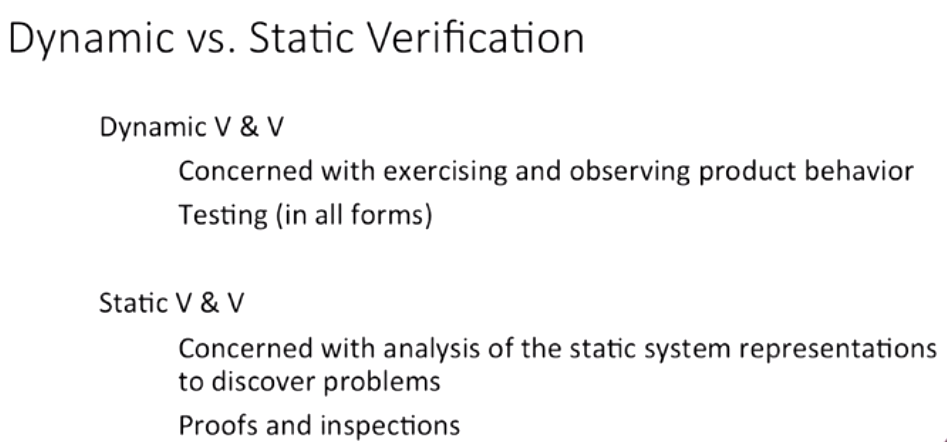 Dynamic vs. Static Verification
Dynamic V & V
Concerned with exercising and observing product behavior
Testing (in all forms)
Static V & V
Concerned with analysis of the static system representations
to discover problems
Proofs and inspections